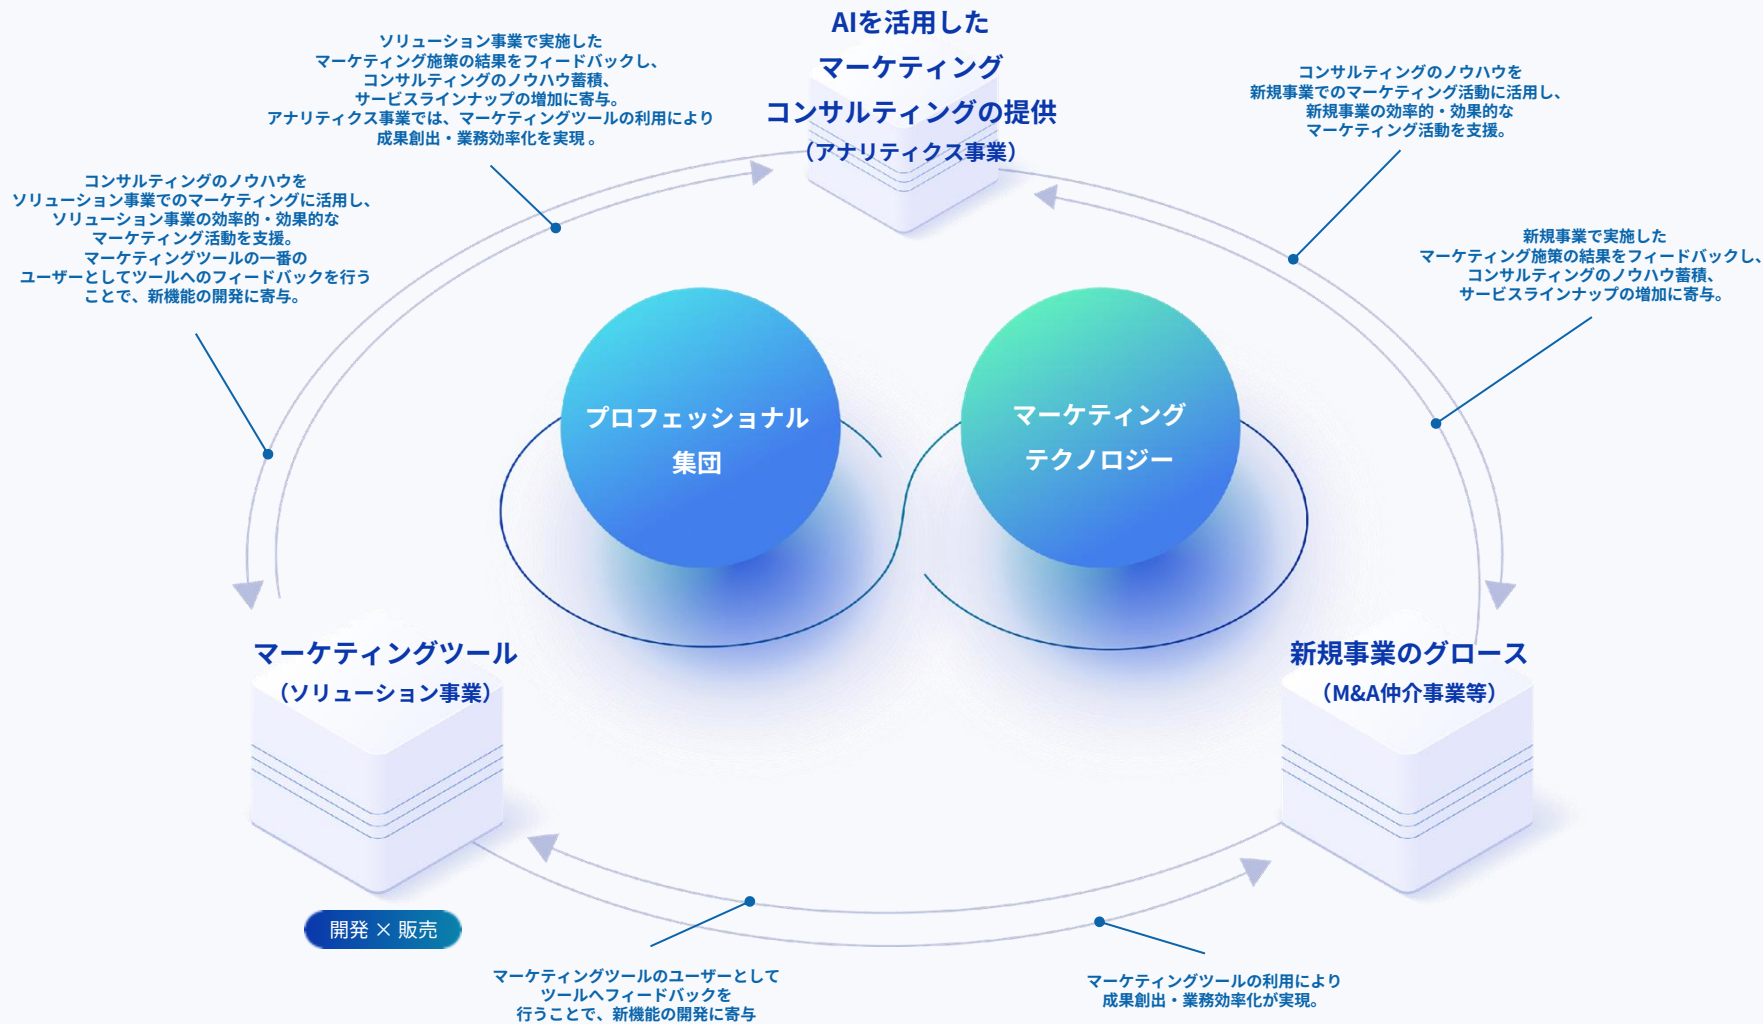 AIを活用した
マーケティング
コンサルティングの提供
（アナリティクス事業）
ソリューション事業で実施した
マーケティング施策の結果をフィードバックし、
コンサルティングのノウハウ蓄積、
サービスラインナップの増加に寄与。
アナリティクス事業では、マーケティングツールの利用により
成果創出・業務効率化を実現 。
コンサルティングのノウハウを
新規事業でのマーケティング活動に活用し、
新規事業の効率的・効果的な
マーケティング活動を支援。
コンサルティングのノウハウを
ソリューション事業でのマーケティングに活用し、
ソリューション事業の効率的・効果的な
マーケティング活動を支援。
マーケティングツールの一番の
ユーザーとしてツールへのフィードバックを行う
ことで、新機能の開発に寄与。
新規事業で実施した
マーケティング施策の結果をフィードバックし、
コンサルティングのノウハウ蓄積、
サービスラインナップの増加に寄与。
プロフェッショナル
集団
マーケティング
テクノロジー
マーケティングツール
（ソリューション事業）
新規事業のグロース
（M&A仲介事業等）
開発 × 販売
マーケティングツールのユーザーとして
ツールへフィードバックを
行うことで、新機能の開発に寄与
マーケティングツールの利用により
成果創出・業務効率化が実現。